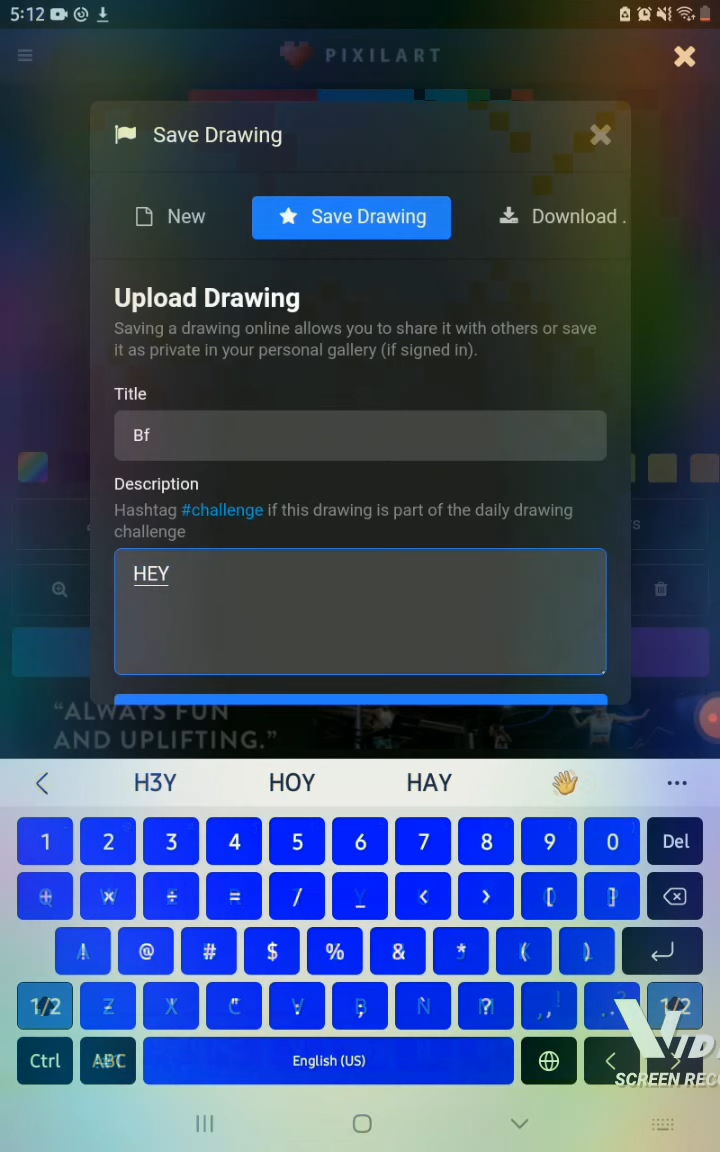 5:12
PIXILART
Save Drawing
New
Save Drawing
Download .
Upload Drawing
Saving a drawing online allows you to share it with others or save
it as private in your personal gallery (if signed in).
Title
Bf
Description
Hashtag #challenge if this drawing is part of the daily drawing
challenge
HEY
“ALWAYS FUN
AND UPLIFTING.”
H3Y HOY HAY 👋 ...
1 2 3 4 5 6 7 8 9 0 Del
+ × ÷ = / _ < > [ ]
! @ # $ % & * ( )
1/2 - ' " : ; , ? 1/2
Ctrl ABC English (US) < >
SCREEN REC